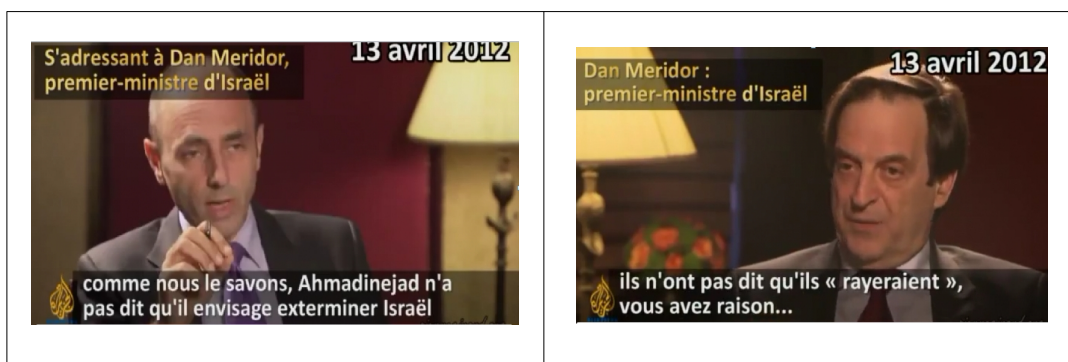 S'adressant à Dan Meridor,
premier-ministre d'Israël
13 avril 2012
comme nous le savons, Ahmadinejad n'a
pas dit qu'il envisage exterminer Israël
Dan Meridor :
premier-ministre d'Israël
13 avril 2012
ils n'ont pas dit qu'ils « rayeraient »,
vous avez raison...